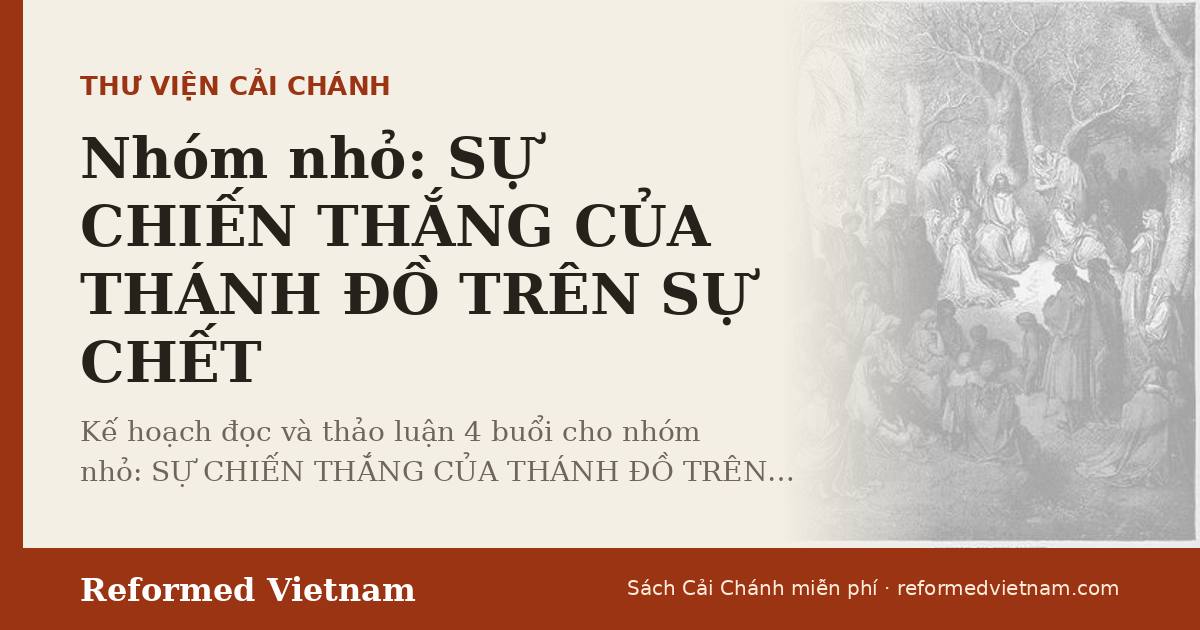 THƯ VIỆN CẢI CHÁNH
Nhóm nhỏ: SỰ
CHIẾN THẮNG CỦA
THÁNH ĐỒ TRÊN SỰ
CHẾT
Kế hoạch đọc và thảo luận 4 buổi cho nhóm
nhỏ: SỰ CHIẾN THẮNG CỦA THÁNH ĐỒ TRÊN...
Reformed Vietnam
Sách Cải Chánh miễn phí · reformedvietnam.com